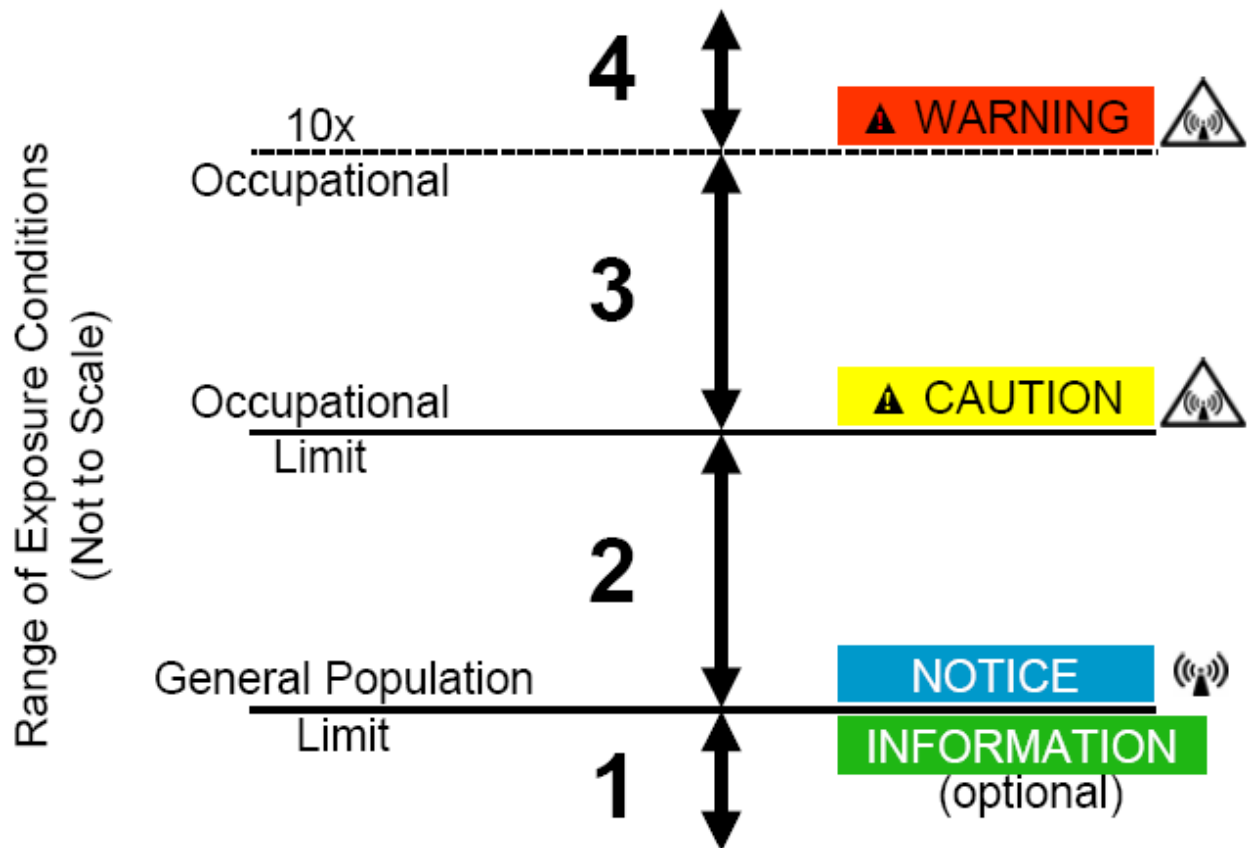 Range of Exposure Conditions
(Not to Scale)
4
10x
WARNING
Occupational
3
Occupational
CAUTION
Limit
2
General Population
NOTICE
Limit
INFORMATION
1
(optional)